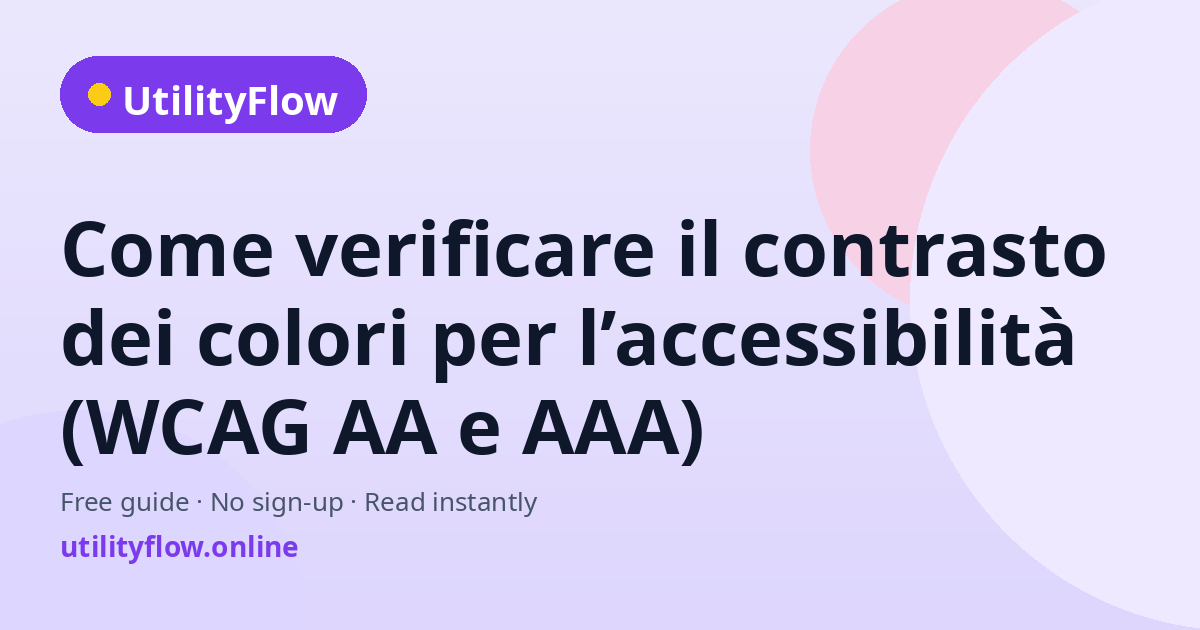 UtilityFlow
Come verificare il contrasto
dei colori per l’accessibilità
(WCAG AA e AAA)
Free guide · No sign-up · Read instantly
utilityflow.online